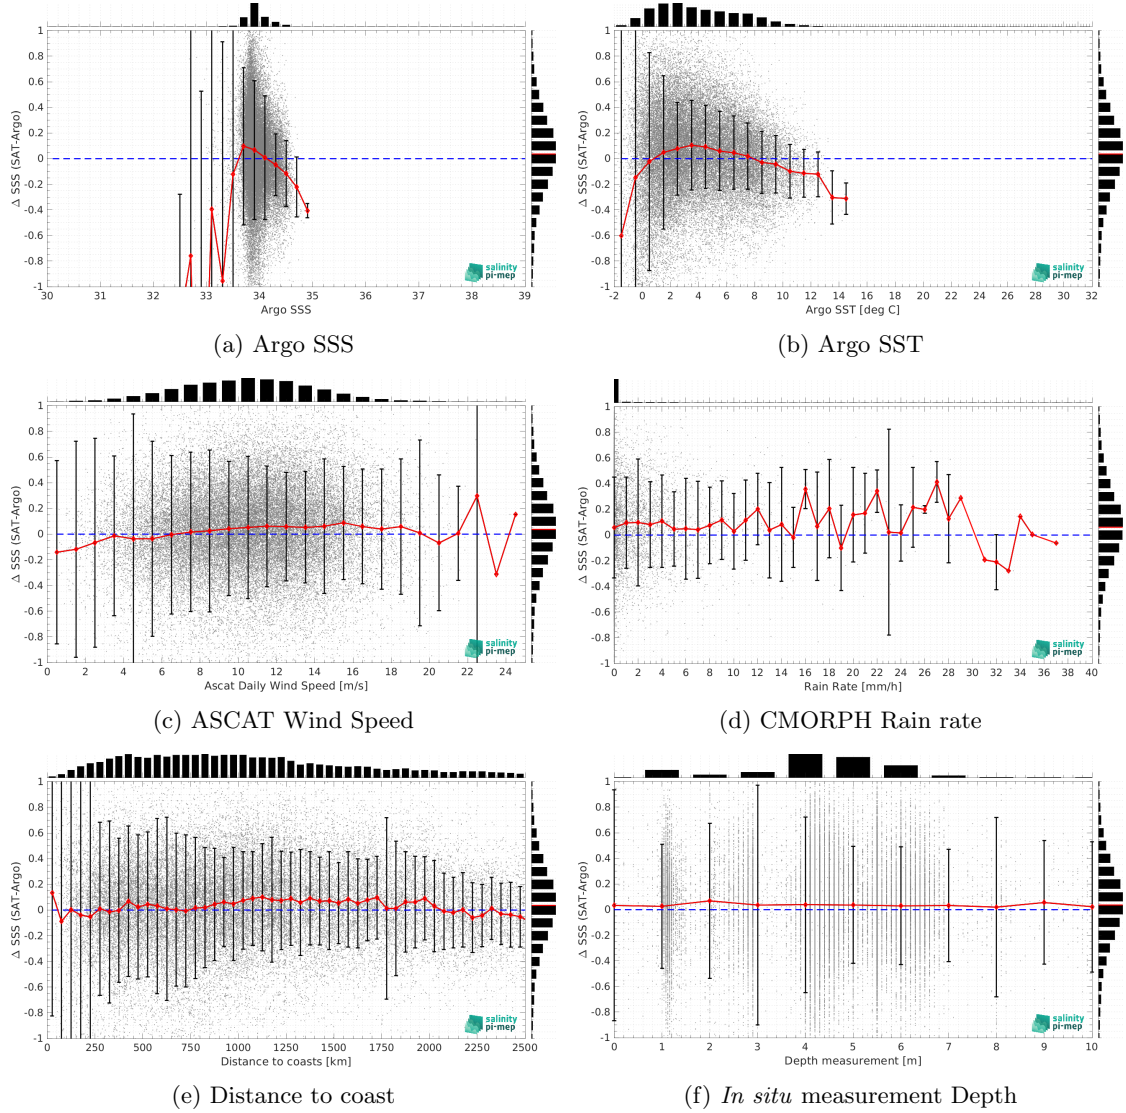 1
0.8
0.6
0.4
0.2
0
-0.2
-0.4
-0.6
-0.8
-1
Δ SSS (SAT-Argo)
30 31 32 33 34 35 36 37 38 39
Argo SSS
salinity
pi-mep
(a) Argo SSS
1
0.8
0.6
0.4
0.2
0
-0.2
-0.4
-0.6
-0.8
-1
Δ SSS (SAT-Argo)
-2 0 2 4 6 8 10 12 14 16 18 20 22 24 26 28 30 32
Argo SST [deg C]
salinity
pi-mep
(b) Argo SST
1
0.8
0.6
0.4
0.2
0
-0.2
-0.4
-0.6
-0.8
-1
Δ SSS (SAT-Argo)
0 2 4 6 8 10 12 14 16 18 20 22 24
Ascat Daily Wind Speed [m/s]
salinity
pi-mep
(c) ASCAT Wind Speed
1
0.8
0.6
0.4
0.2
0
-0.2
-0.4
-0.6
-0.8
-1
Δ SSS (SAT-Argo)
0 2 4 6 8 10 12 14 16 18 20 22 24 26 28 30 32 34 36 38 40
Rain Rate [mm/h]
salinity
pi-mep
(d) CMORPH Rain rate
1
0.8
0.6
0.4
0.2
0
-0.2
-0.4
-0.6
-0.8
-1
Δ SSS (SAT-Argo)
0 250 500 750 1000 1250 1500 1750 2000 2250 2500
Distance to coasts [km]
salinity
pi-mep
(e) Distance to coast
1
0.8
0.6
0.4
0.2
0
-0.2
-0.4
-0.6
-0.8
-1
Δ SSS (SAT-Argo)
0 1 2 3 4 5 6 7 8 9 10
Depth measurement [m]
salinity
pi-mep
(f) In situ measurement Depth